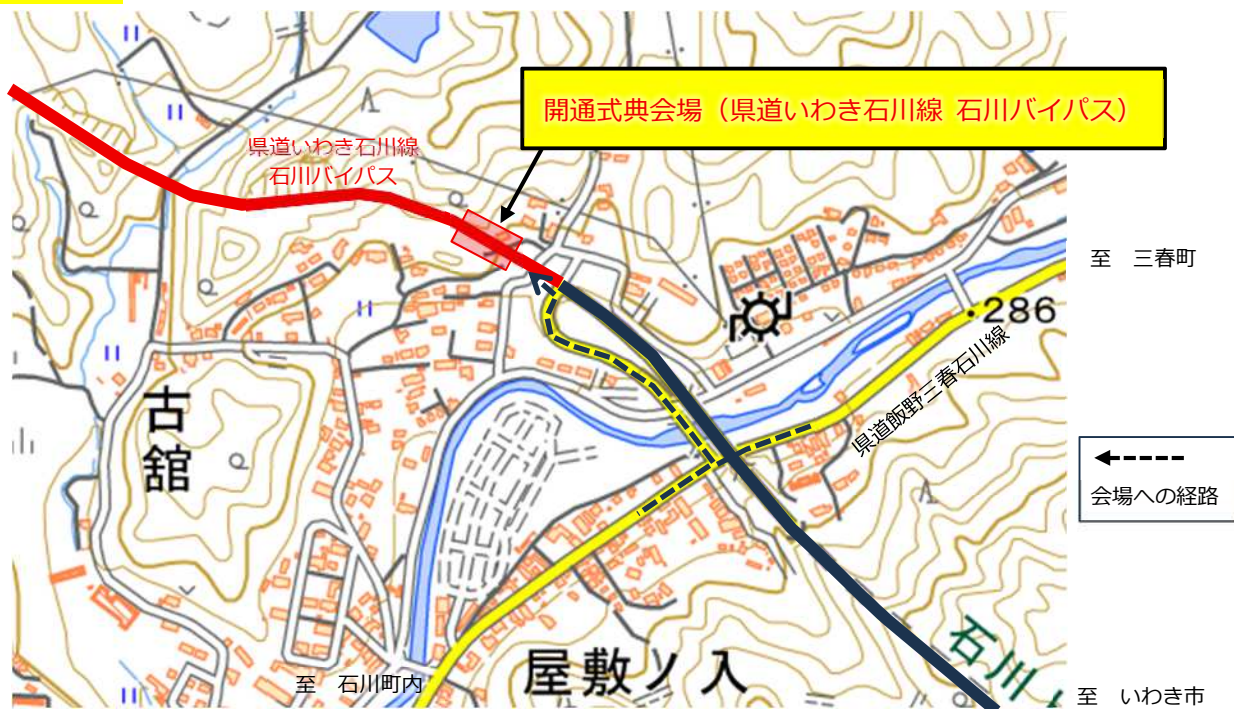 開通式典会場（県道いわき石川線 石川バイパス）
県道いわき石川線
石川バイパス
至 三春町
286
県道飯野三春石川線
古舘
会場への経路
屋敷ノ入
石川
至 石川町内
至 いわき市